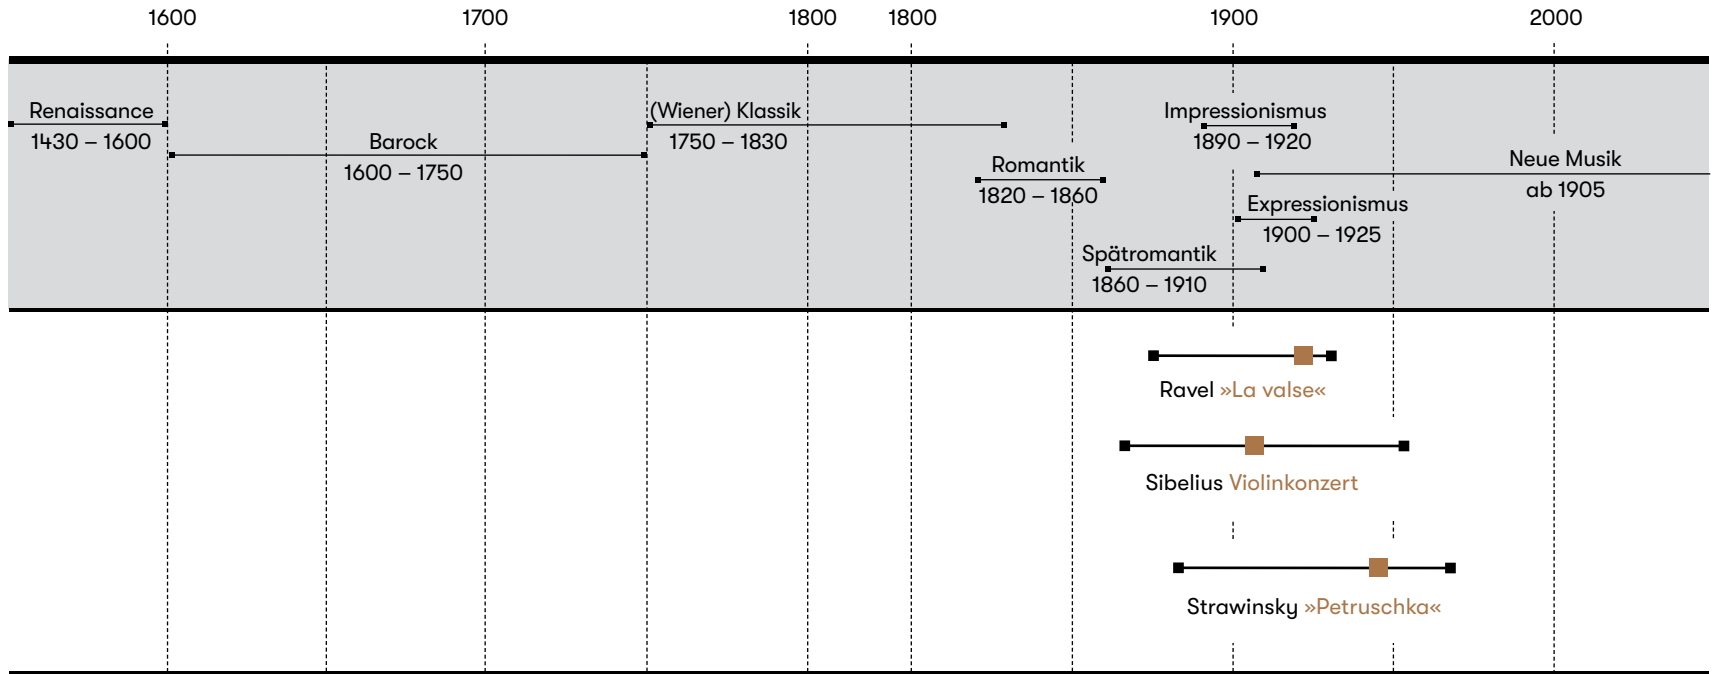 1600 1700 1800 1800 1900 2000
Renaissance
1430 – 1600
Barock
1600 – 1750
(Wiener) Klassik
1750 – 1830
Romantik
1820 – 1860
Spätromantik
1860 – 1910
Impressionismus
1890 – 1920
Expressionismus
1900 – 1925
Neue Musik
ab 1905
Ravel »La valse«
Sibelius Violinkonzert
Strawinsky »Petruschka«